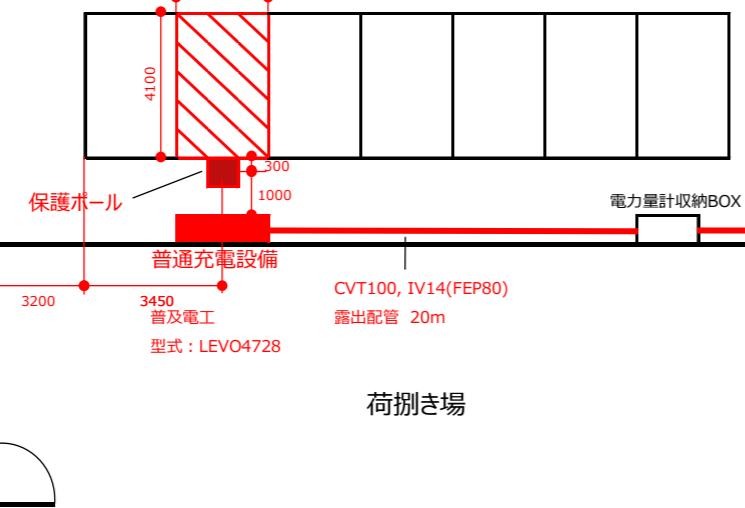 4100
300
保護ポール
1000
電力量計収納BOX
普通充電設備
3200
3450
CVT100, IV14(FEP80)
普及電工
露出配管 20m
型式：LEVO4728
荷捌き場